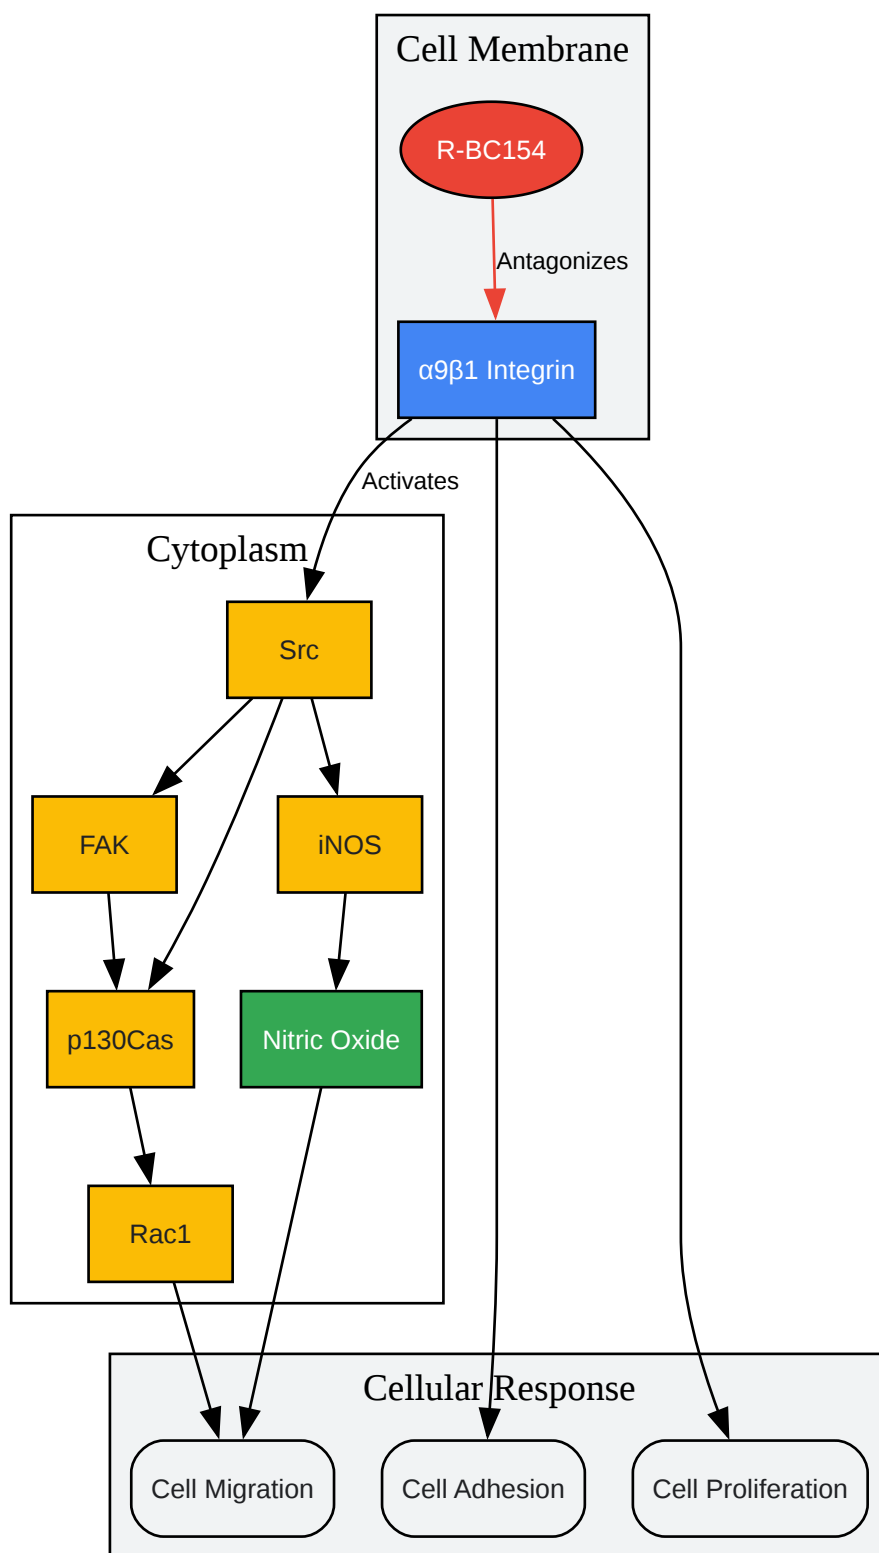 Cell Membrane
R-BC154
Antagonizes
α9β1 Integrin
Activates
Cytoplasm
Src
FAK
iNOS
p130Cas
Nitric Oxide
Rac1
Cellular Response
Cell Migration
Cell Adhesion
Cell Proliferation